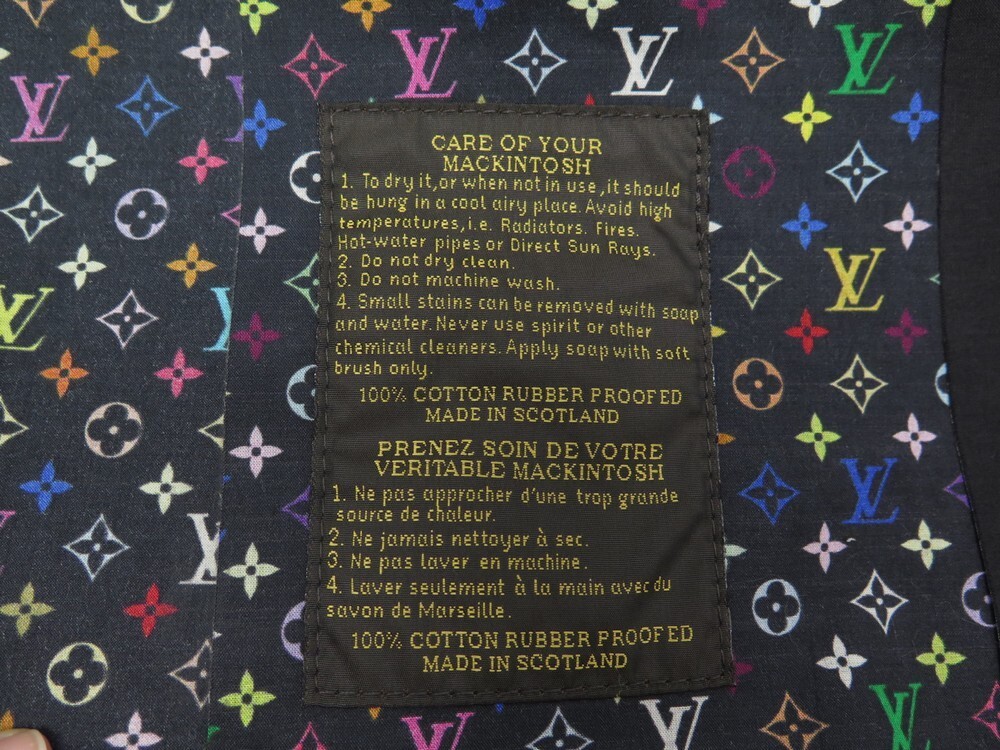 CARE OF YOUR
MACKINTOSH
1. To dry it, or when not in use, it should
be hung in a cool airy place. Avoid high
temperatures, i.e. Radiators. Fires.
Hot-water pipes or Direct Sun Rays.
2. Do not dry clean.
3. Do not machine wash.
4. Small stains can be removed with soap
and water. Never use spirit or other
chemical cleaners. Apply soap with soft
brush only.
100% COTTON RUBBER PROOFED
MADE IN SCOTLAND
PRENEZ SOIN DE VOTRE
VERITABLE MACKINTOSH
1. Ne pas approcher d'une trop grande
source de chaleur.
2. Ne jamais nettoyer à sec.
3. Ne pas laver en machine.
4. Laver seulement à la main avec du
savon de Marseille.
100% COTTON RUBBER PROOFED
MADE IN SCOTLAND